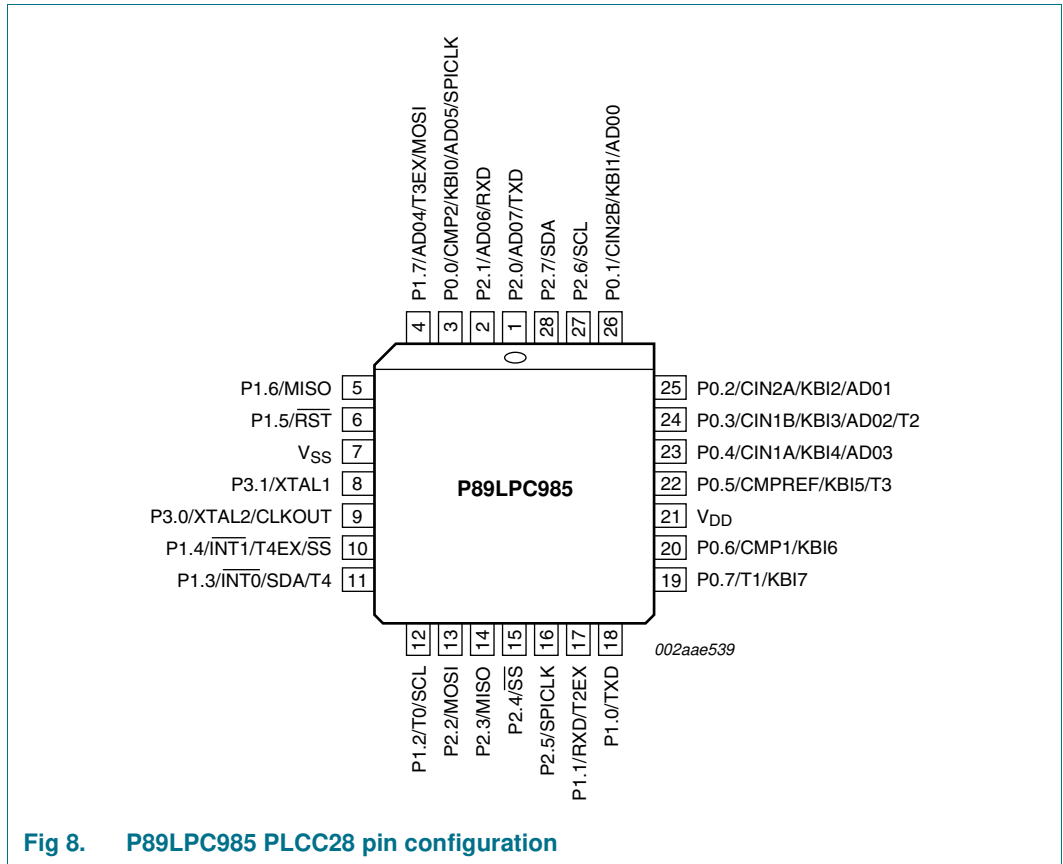 P1.7/AD04/T3EX/MOSI
P0.0/CMP2/KBI0/AD05/SPICLK
P2.1/AD06/RXD
P2.0/AD07/TXD
P2.7/SDA
P2.6/SCL
P0.1/CIN2B/KBI1/AD00
4 3 2 1 28 27 26
P1.6/MISO 5
P1.5/R̅S̅T̅ 6
VSS 7
P3.1/XTAL1 8
P3.0/XTAL2/CLKOUT 9
P1.4/I̅N̅T̅1̅/T4EX/S̅S̅ 10
P1.3/I̅N̅T̅0̅/SDA/T4 11
P89LPC985
25 P0.2/CIN2A/KBI2/AD01
24 P0.3/CIN1B/KBI3/AD02/T2
23 P0.4/CIN1A/KBI4/AD03
22 P0.5/CMPREF/KBI5/T3
21 VDD
20 P0.6/CMP1/KBI6
19 P0.7/T1/KBI7
12 13 14 15 16 17 18
P1.2/T0/SCL
P2.2/MOSI
P2.3/MISO
P2.4/S̅S̅
P2.5/SPICLK
P1.1/RXD/T2EX
P1.0/TXD
002aae539
Fig 8. P89LPC985 PLCC28 pin configuration